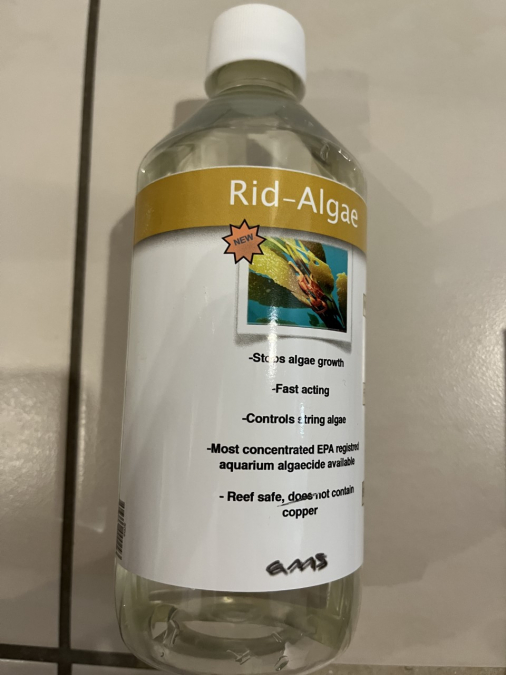 Rid-Algae
NEW
-Stops algae growth
-Fast acting
-Controls string algae
-Most concentrated EPA registred
aquarium algaecide available
- Reef safe, does not contain
copper
ams